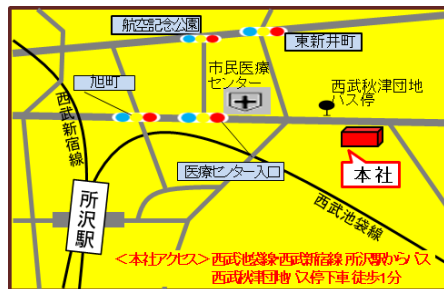 航空記念公園
東新井町
市民医療
センター
旭町
西武秋津団地
バス停
西武新宿線
医療センター入口
本社
所沢駅
西武池袋線
＜本社アクセス＞西武池袋線・西武新宿線 所沢駅からバス
西武秋津団地バス停下車 徒歩1分